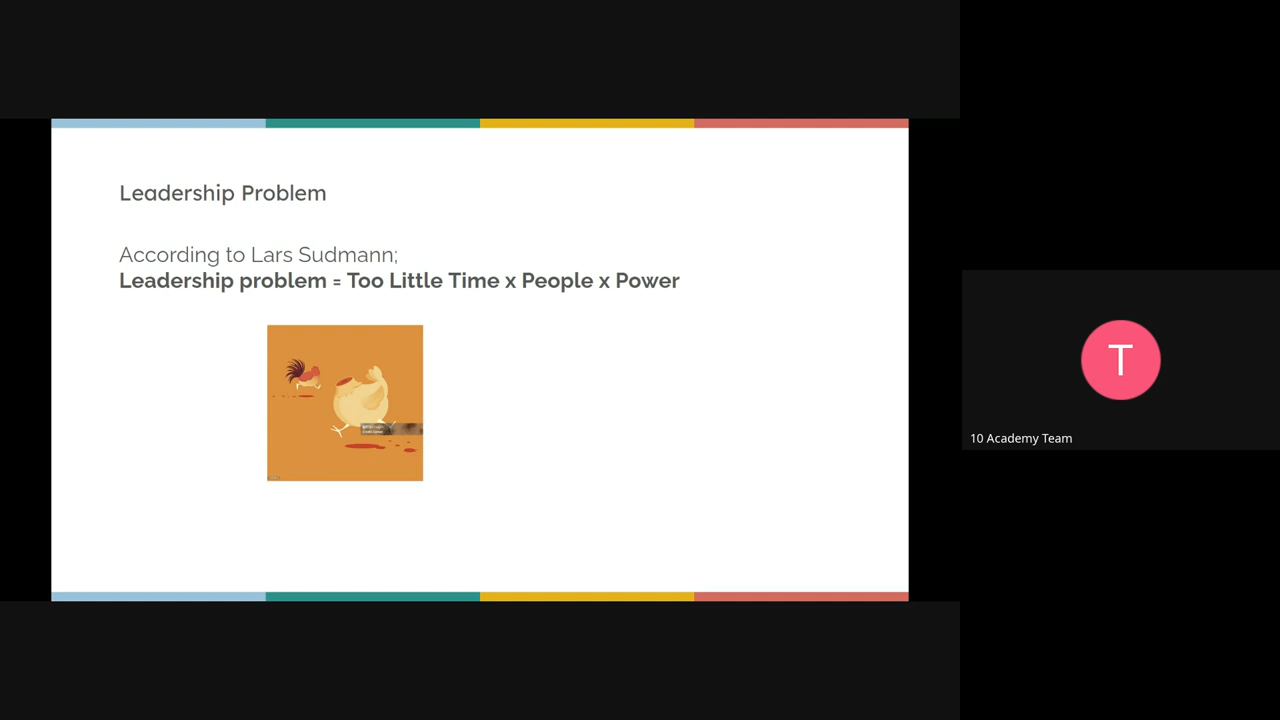 Leadership Problem
According to Lars Sudmann;
Leadership problem = Too Little Time x People x Power
T
10 Academy Team